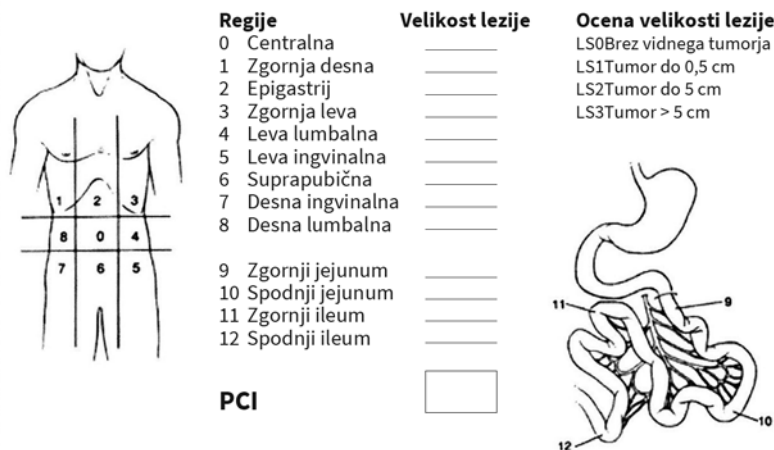 Regije
Velikost lezije
0 Centralna
1 Zgornja desna
2 Epigastrij
3 Zgornja leva
4 Leva lumbalna
5 Leva ingvinalna
6 Suprapubična
7 Desna ingvinalna
8 Desna lumbalna
9 Zgornji jejunum
10 Spodnji jejunum
11 Zgornji ileum
12 Spodnji ileum
PCI
Ocena velikosti lezije
LS0Brez vidnega tumorja
LS1Tumor do 0,5 cm
LS2Tumor do 5 cm
LS3Tumor > 5 cm
1 2 3
8 0 4
7 6 5
11
9
10
12